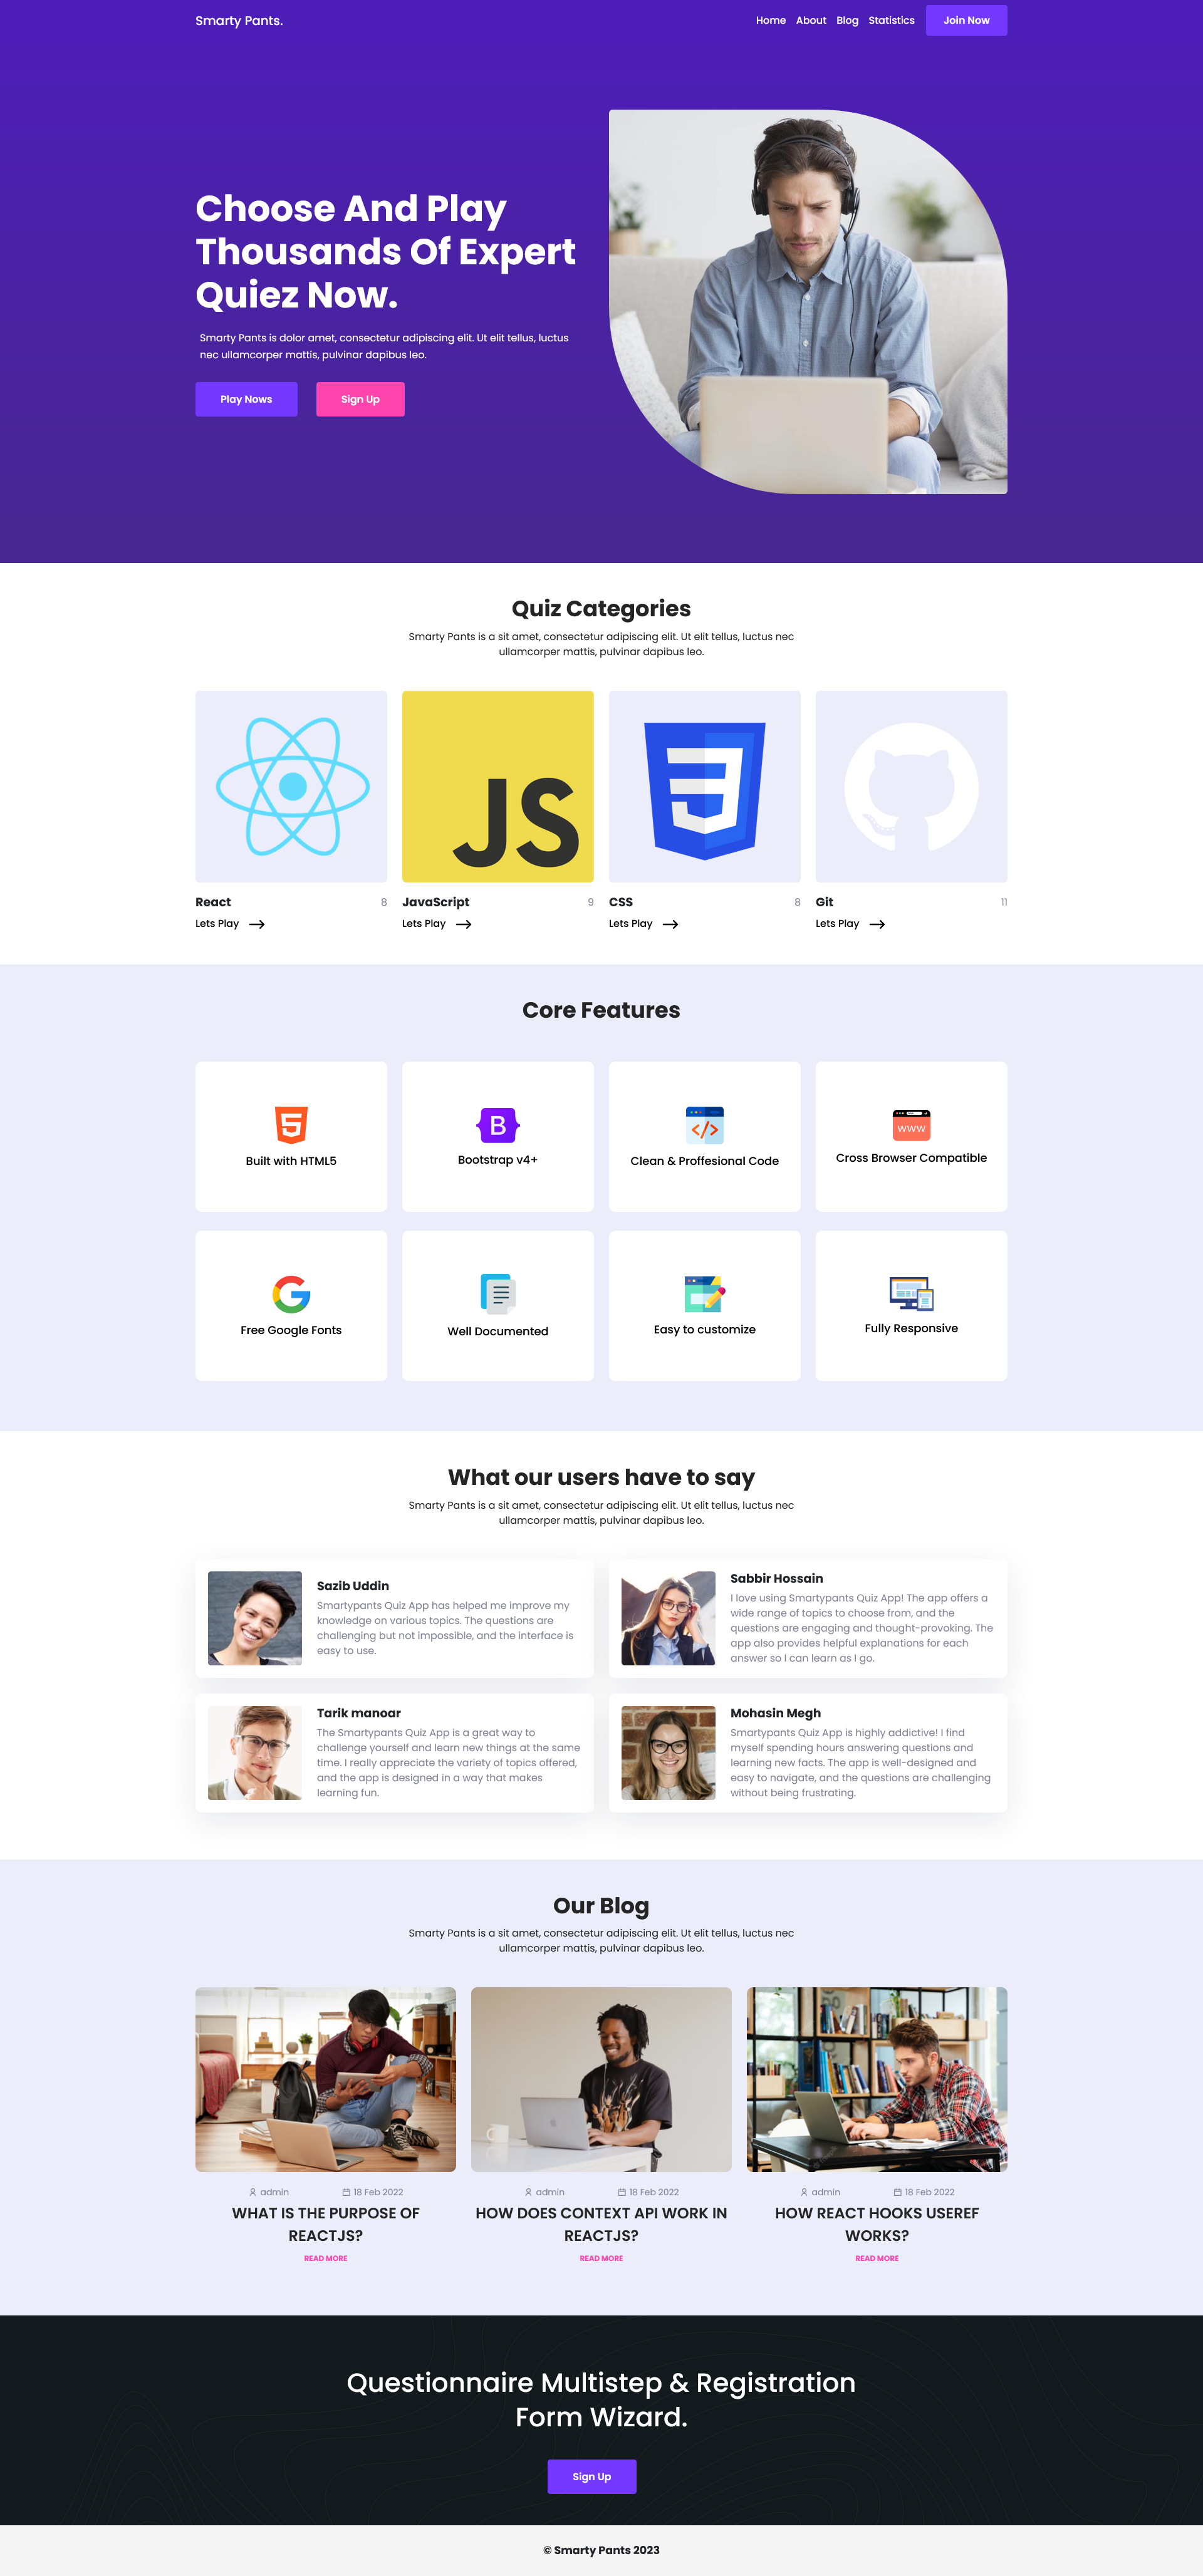 Smarty Pants.
Home About Blog Statistics Join Now
Choose And Play
Thousands Of Expert
Quiez Now.
Smarty Pants is dolor amet, consectetur adipiscing elit. Ut elit tellus, luctus
nec ullamcorper mattis, pulvinar dapibus leo.
Play Nows Sign Up
Quiz Categories
Smarty Pants is a sit amet, consectetur adipiscing elit. Ut elit tellus, luctus nec
ullamcorper mattis, pulvinar dapibus leo.
JS
React 8 JavaScript 9 CSS 8 Git 11
Lets Play Lets Play Lets Play Lets Play
Core Features
B
WWW
Built with HTML5 Bootstrap v4+ Clean & Proffesional Code Cross Browser Compatible
Free Google Fonts Well Documented Easy to customize Fully Responsive
What our users have to say
Smarty Pants is a sit amet, consectetur adipiscing elit. Ut elit tellus, luctus nec
ullamcorper mattis, pulvinar dapibus leo.
Sazib Uddin
Smartypants Quiz App has helped me improve my
knowledge on various topics. The questions are
challenging but not impossible, and the interface is
easy to use.
Sabbir Hossain
I love using Smartypants Quiz App! The app offers a
wide range of topics to choose from, and the
questions are engaging and thought-provoking. The
app also provides helpful explanations for each
answer so I can learn as I go.
Tarik manoar
The Smartypants Quiz App is a great way to
challenge yourself and learn new things at the same
time. I really appreciate the variety of topics offered,
and the app is designed in a way that makes
learning fun.
Mohasin Megh
Smartypants Quiz App is highly addictive! I find
myself spending hours answering questions and
learning new facts. The app is well-designed and
easy to navigate, and the questions are challenging
without being frustrating.
Our Blog
Smarty Pants is a sit amet, consectetur adipiscing elit. Ut elit tellus, luctus nec
ullamcorper mattis, pulvinar dapibus leo.
admin 18 Feb 2022
WHAT IS THE PURPOSE OF
REACTJS?
READ MORE
admin 18 Feb 2022
HOW DOES CONTEXT API WORK IN
REACTJS?
READ MORE
admin 18 Feb 2022
HOW REACT HOOKS USEREF
WORKS?
READ MORE
Questionnaire Multistep & Registration
Form Wizard.
Sign Up
© Smarty Pants 2023